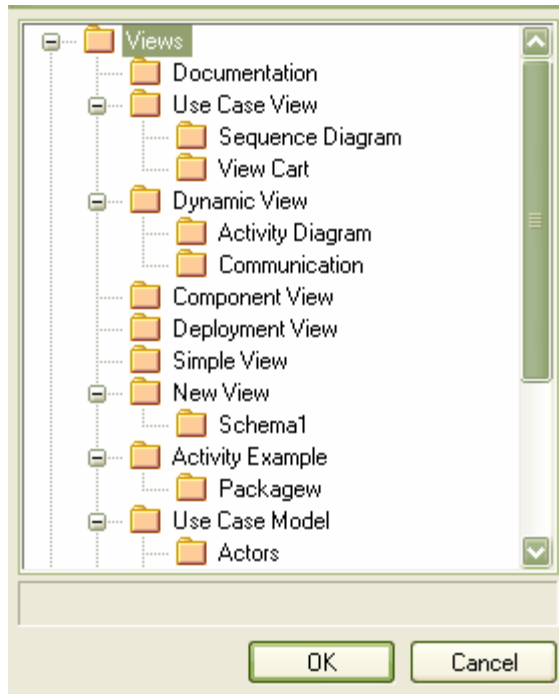 Views
Documentation
Use Case View
Sequence Diagram
View Cart
Dynamic View
Activity Diagram
Communication
Component View
Deployment View
Simple View
New View
Schema1
Activity Example
Packagew
Use Case Model
Actors
OK Cancel